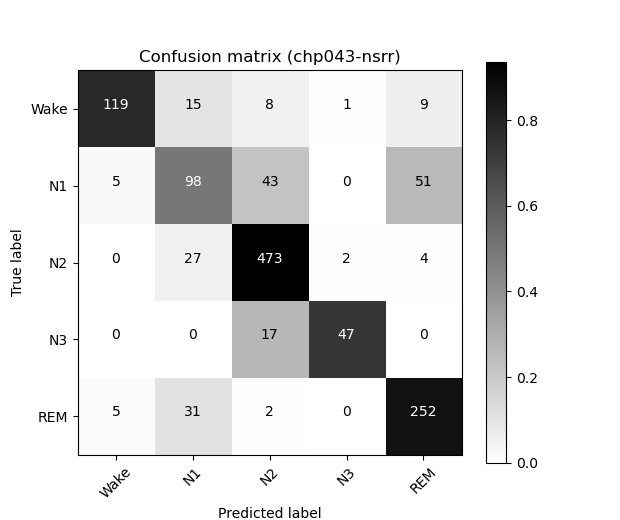 Confusion matrix (chp043-nsrr)
Wake 119 15 8 1 9
N1 5 98 43 0 51
N2 0 27 473 2 4
N3 0 0 17 47 0
REM 5 31 2 0 252
Wake N1 N2 N3 REM
True label
Predicted label
0.8
0.6
0.4
0.2
0.0